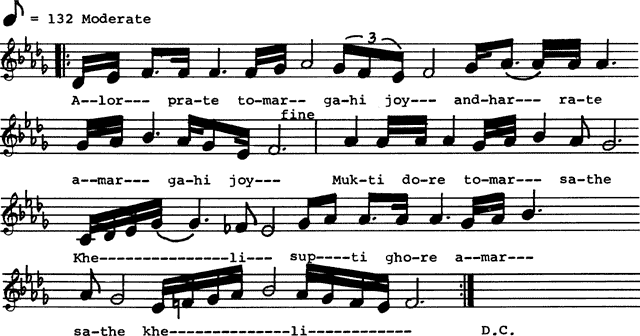 = 132 Moderate
3
A--lor--- pra-te to-mar-- ga-hi joy--- and-har--- ra-te
fine
a--mar--- ga-hi joy--- Muk-ti do-re to-mar--- sa-the
Khe---------------li--- sup----ti gho-re a--mar---
sa-the khe---------------li------------ D.C.